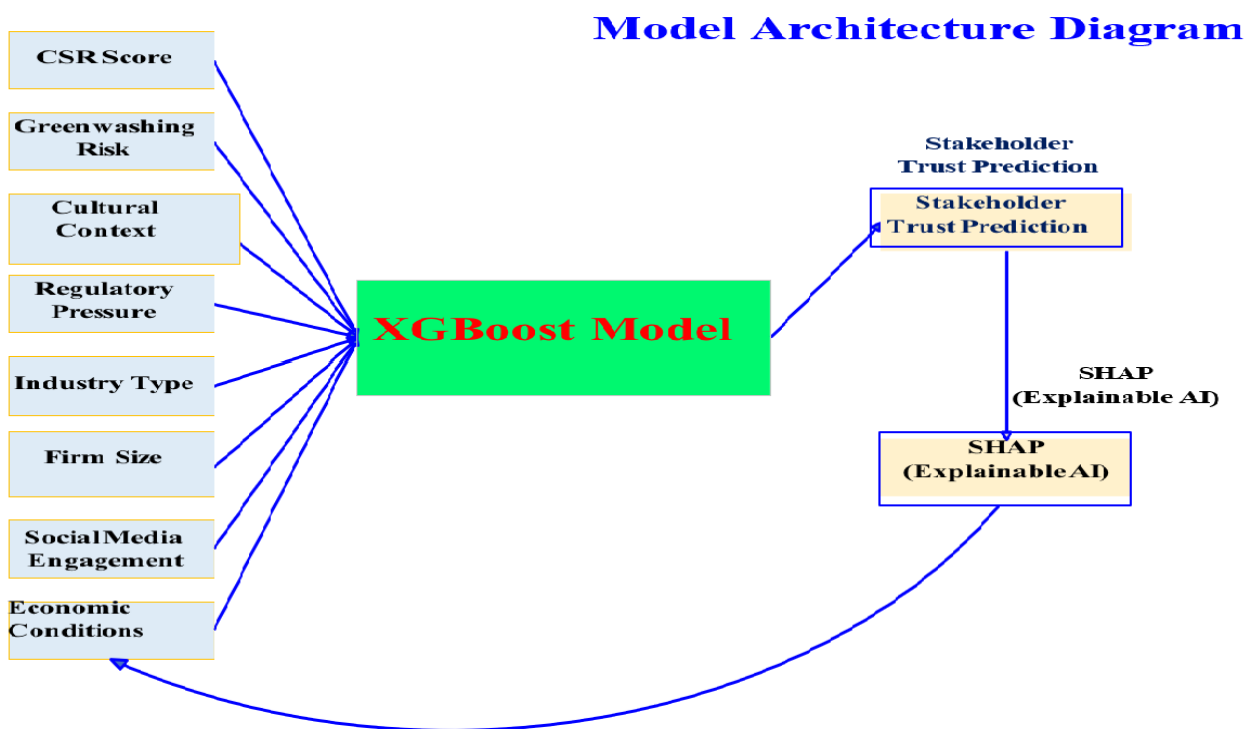 Model Architecture Diagram
CSR Score
Greenwashing
Risk
Cultural
Context
Regulatory
Pressure
Industry Type
Firm Size
Social Media
Engagement
Economic
Conditions
XGBoost Model
Stakeholder
Trust Prediction
Stakeholder
Trust Prediction
SHAP
(Explainable AI)
SHAP
(Explainable AI)